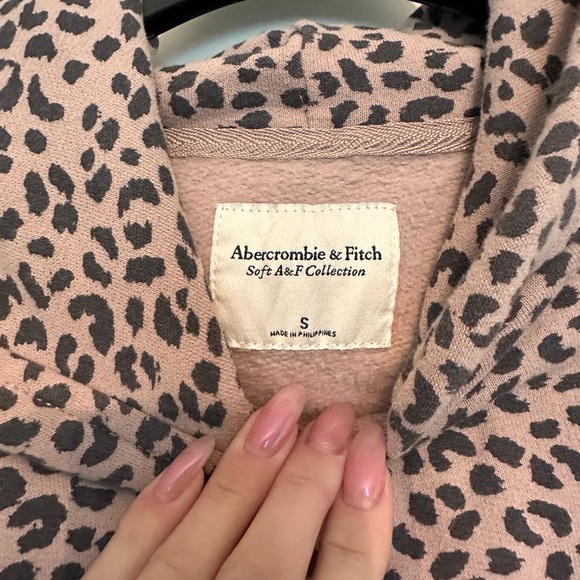 Abercrombie & Fitch
Soft A&F Collection
S
MADE IN PHILIPPINES